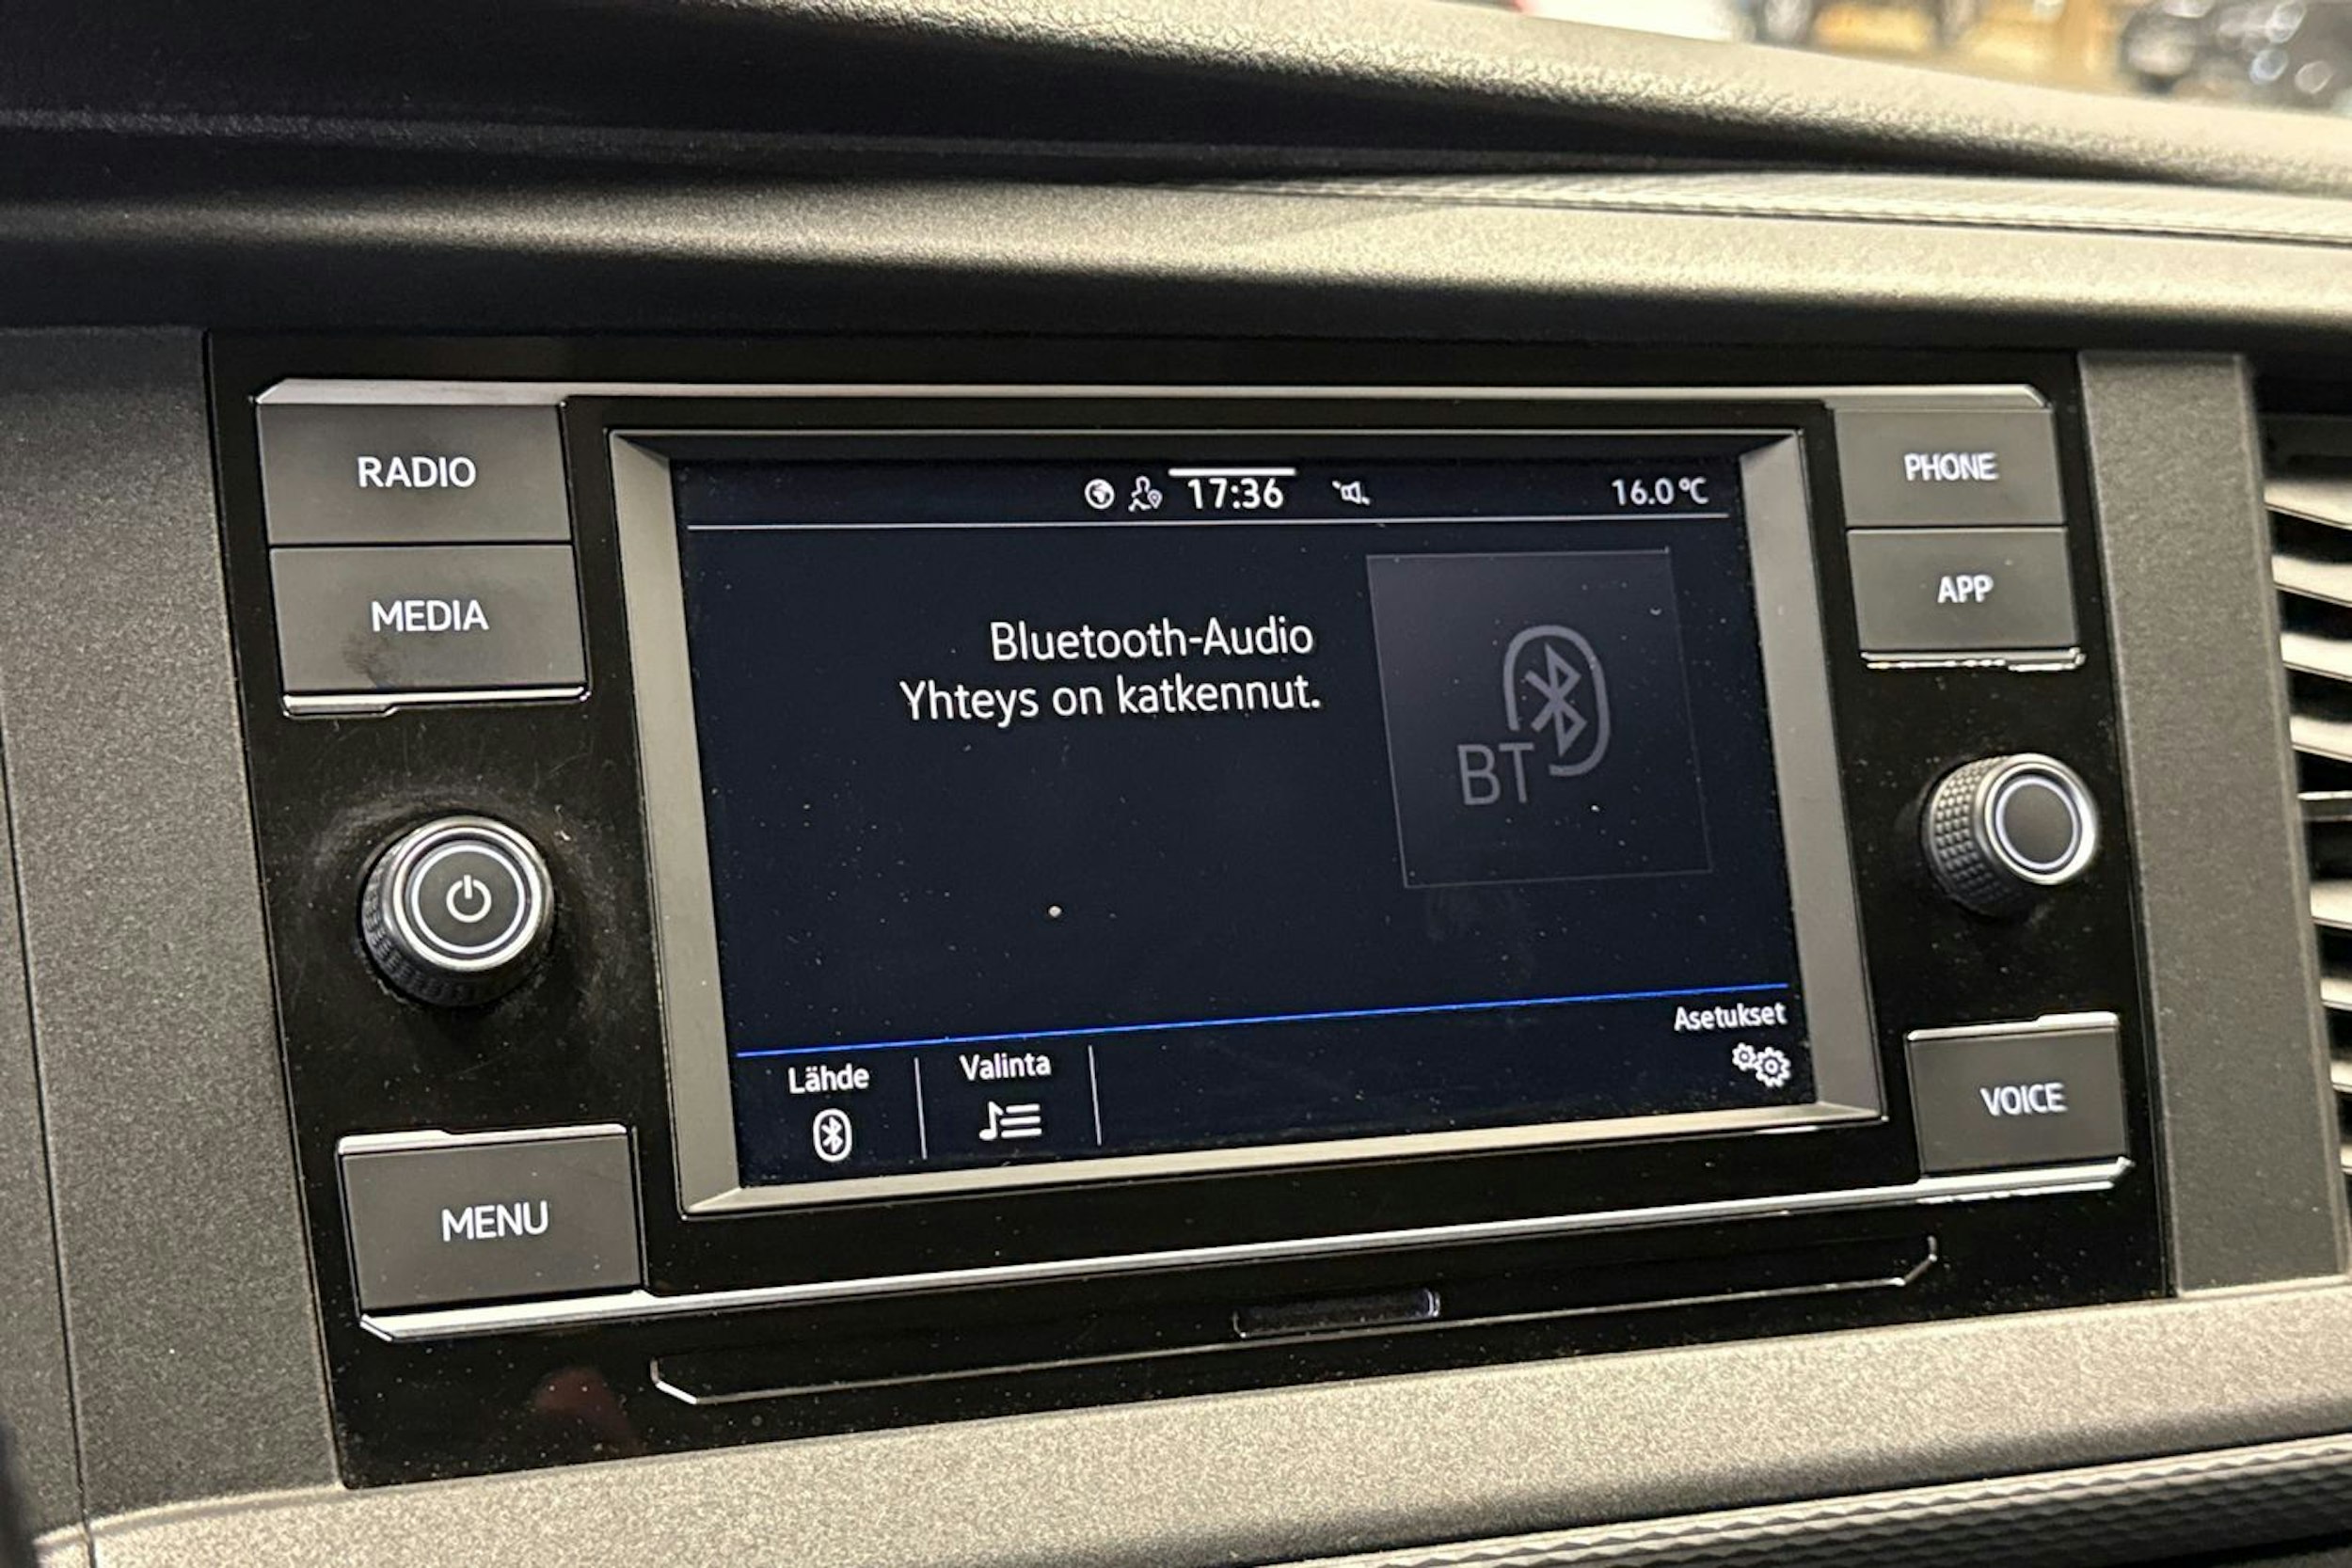 RADIO
MEDIA
MENU
17:36
16.0°C
Bluetooth-Audio
Yhteys on katkennut.
BT
Asetukset
Lähde
Valinta
PHONE
APP
VOICE